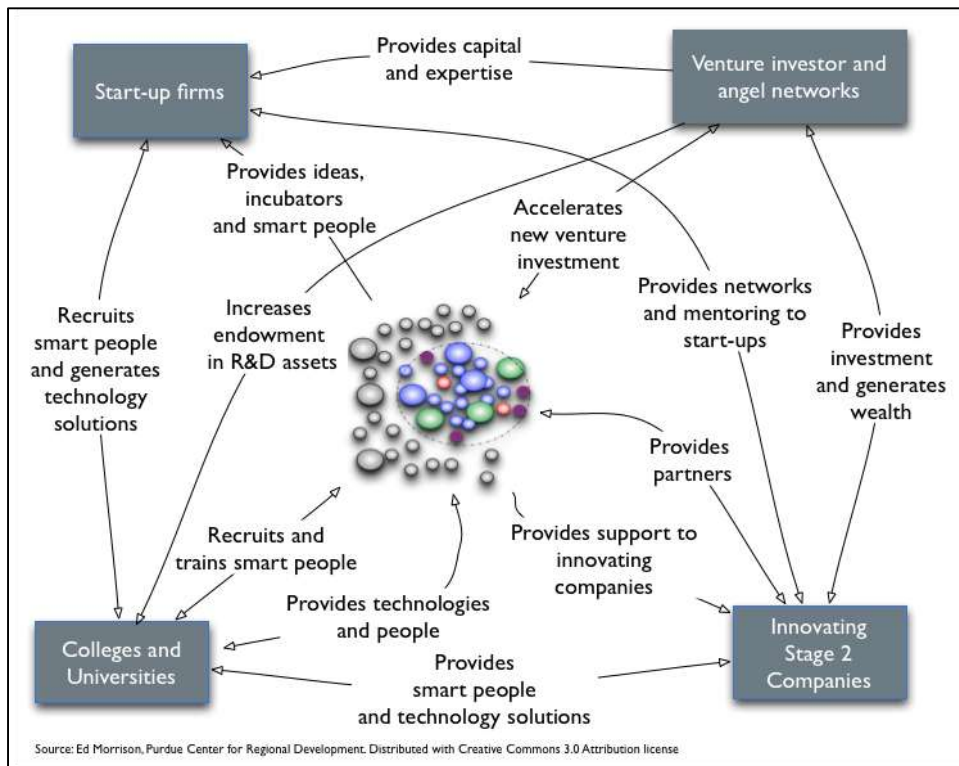 Provides capital
and expertise
Start-up firms
Venture investor and
angel networks
Provides ideas,
incubators
and smart people
Accelerates
new venture
investment
Recruits
smart people
and generates
technology
solutions
Increases
endowment
in R&D assets
Provides networks
and mentoring to
start-ups
Provides
investment
and generates
wealth
Provides
partners
Recruits and
trains smart people
Provides support to
innovating
companies
Provides technologies
and people
Colleges and
Universities
Provides
smart people
and technology solutions
Innovating
Stage 2
Companies
Source: Ed Morrison, Purdue Center for Regional Development. Distributed with Creative Commons 3.0 Attribution license